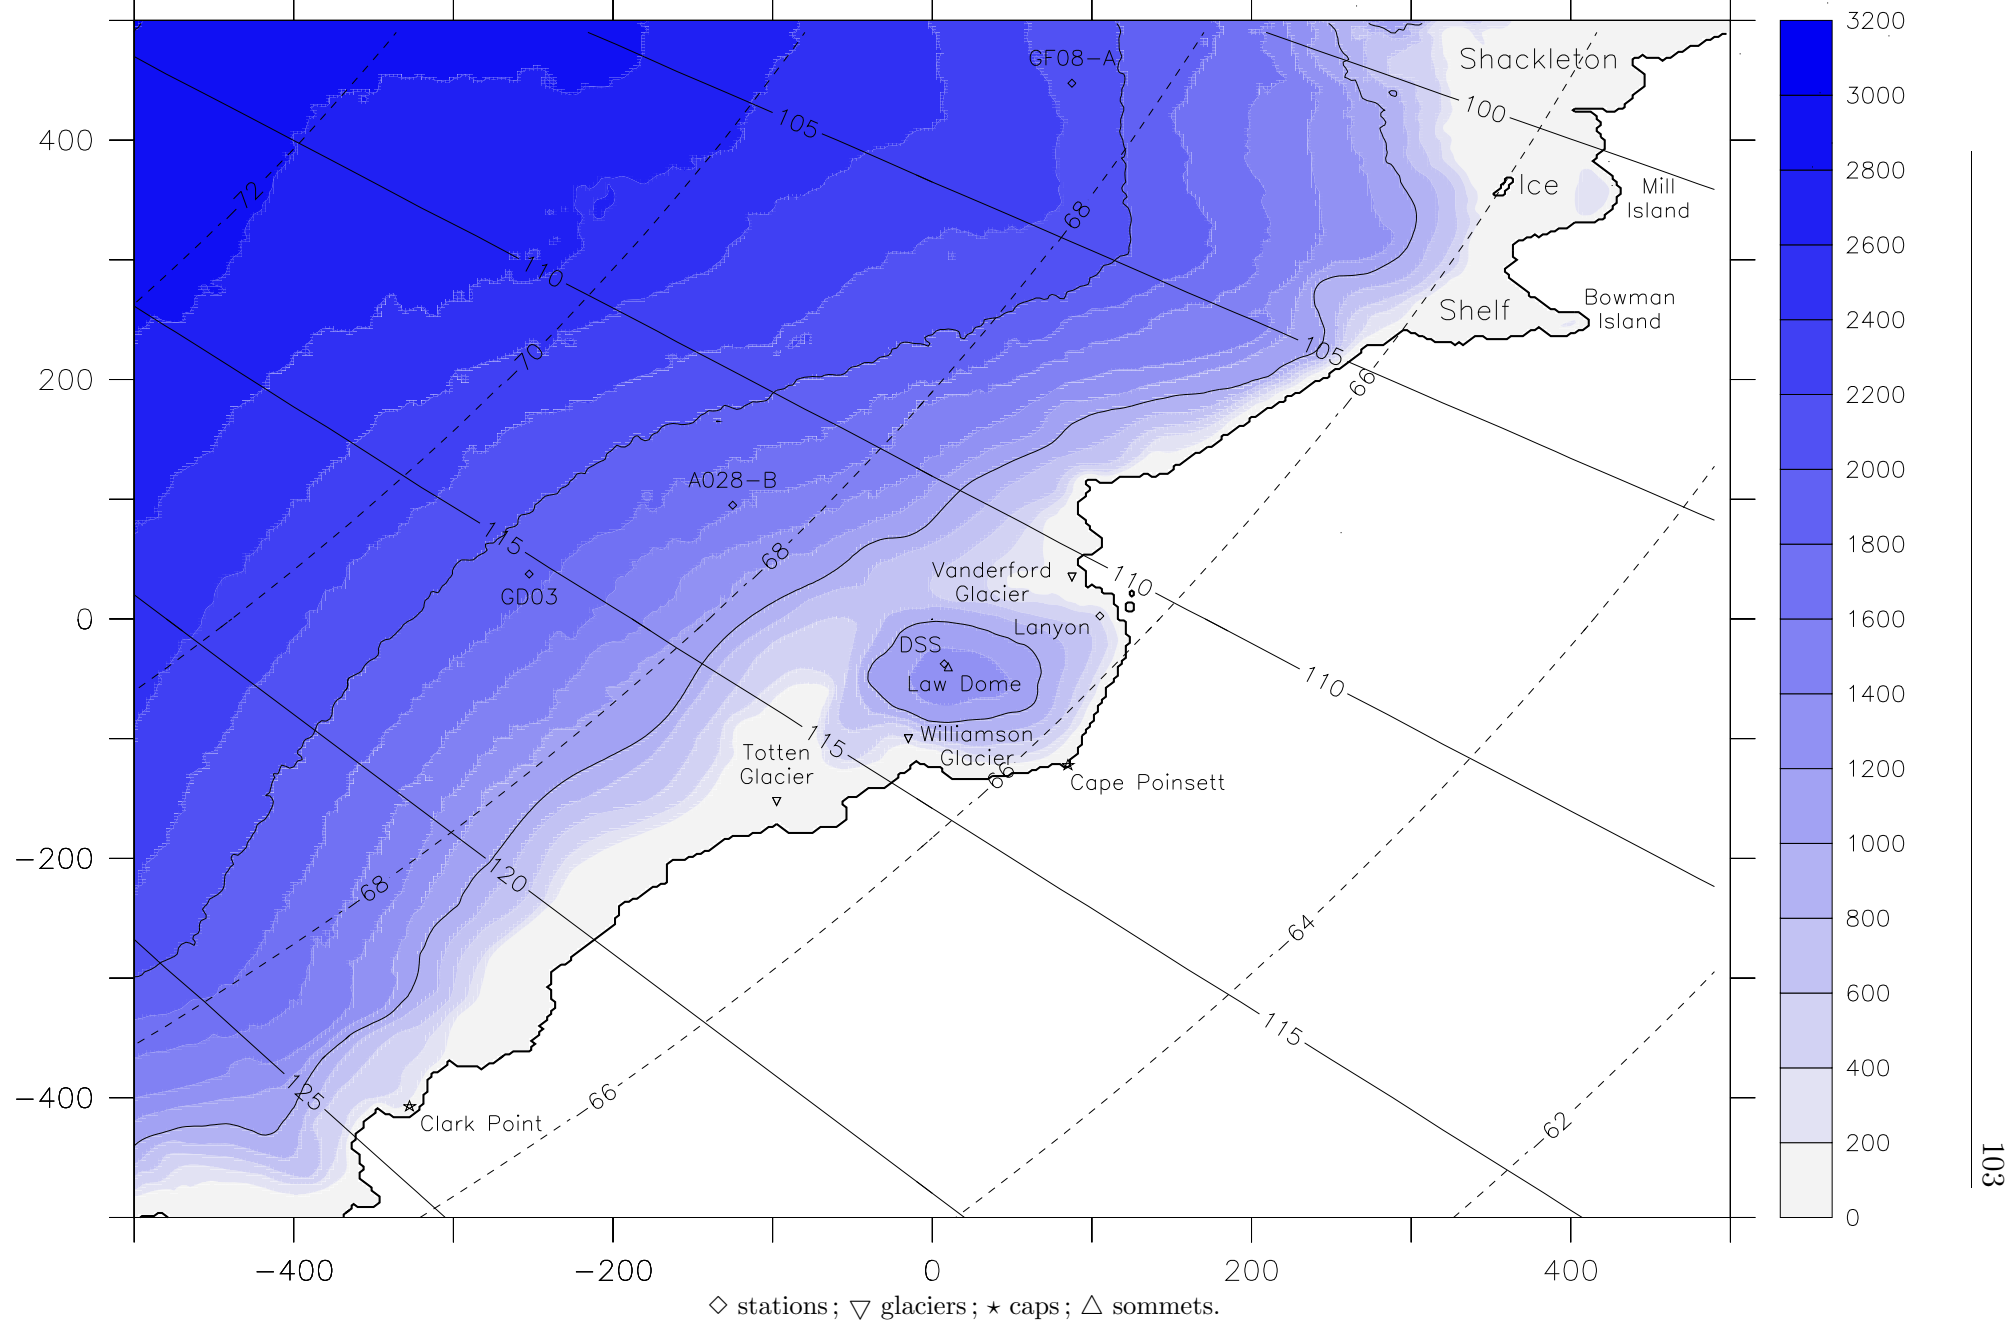 3200
GF08-A
Shackleton
3000
100
105
400
2800
72
Ice
Mill
Island
68
2600
110
Bowman
Island
Shelf
2400
105
70
200
66
2200
2000
A028-B
115
1800
68
Vanderford
Glacier
110
GD03
0
1600
Lanyon
DSS
Law Dome
110
1400
Williamson
Glacier
115
Totten
Glacier
66
Cape Poinsett
1200
-200
1000
120
68
64
800
600
115
400
-400
125
66
Clark Point
62
200
103
0
-400
-200
0
200
400
◇ stations ; ▽ glaciers ; ⋆ caps ; △ sommets.